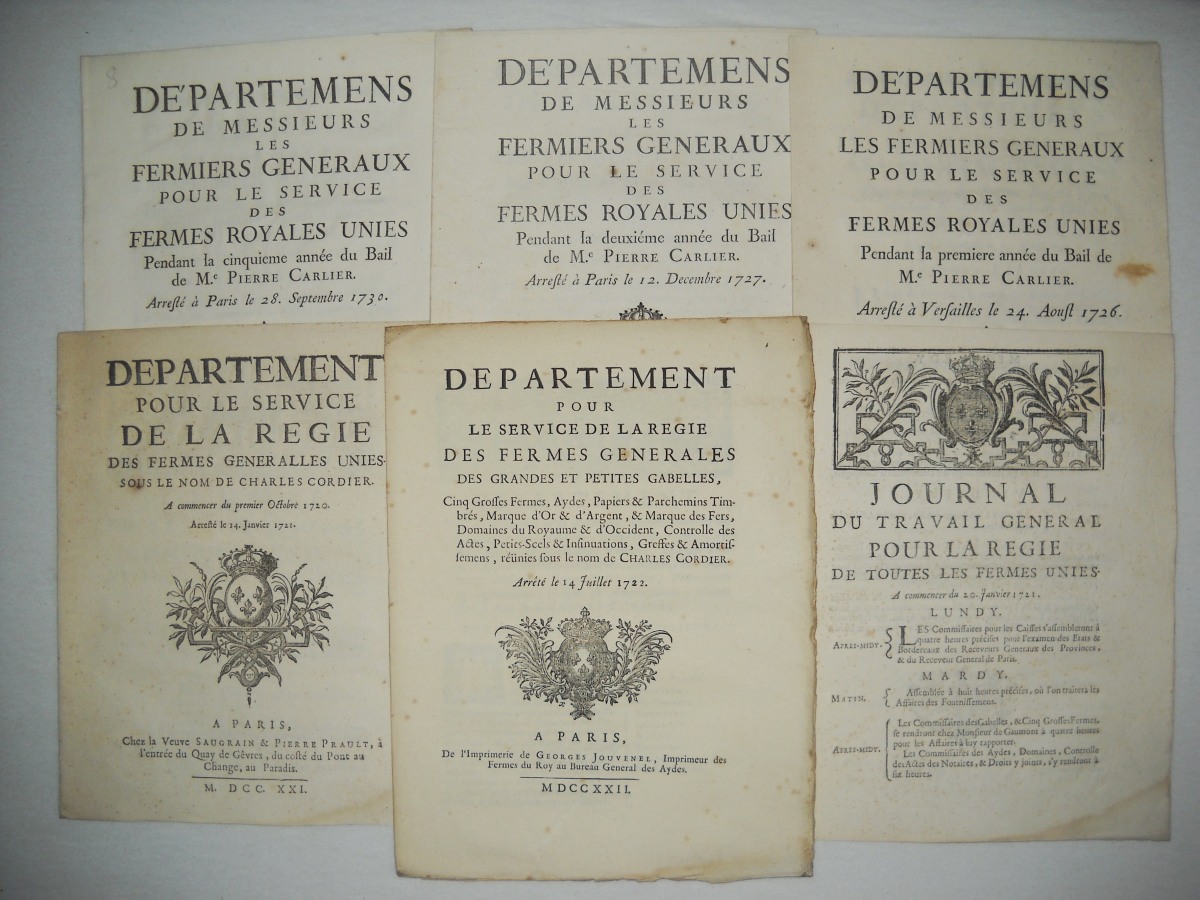 8
DÉPARTEMENS
DE MESSIEURS
LES
FERMIERS GENERAUX
POUR LE SERVICE
DES
FERMES ROYALES UNIES
Pendant la cinquieme année du Bail
de M.e PIERRE CARLIER.
Arresté à Paris le 28. Septembre 1730.
DÉPARTEMENS
DE MESSIEURS
LES
FERMIERS GENERAUX
POUR LE SERVICE
DES
FERMES ROYALES UNIES
Pendant la deuxiéme année du Bail
de M.e PIERRE CARLIER.
Arresté à Paris le 12. Decembre 1727.
DÉPARTEMENS
DE MESSIEURS
LES FERMIERS GENERAUX
POUR LE SERVICE
DES
FERMES ROYALES UNIES
Pendant la premiere année du Bail de
M.e PIERRE CARLIER.
Arresté à Versailles le 24. Aoust 1726.
DEPARTEMENT
POUR LE SERVICE
DE LA REGIE
DES FERMES GENERALLES UNIES
SOUS LE NOM DE CHARLES CORDIER.
A commencer du premier Octobre 1720.
Arresté le 14. Janvier 1721.
A PARIS,
Chez la Veuve SAUGRAIN & PIERRE PRAULT, à
l'entrée du Quay de Gêvres, du costé du Pont au
Change, au Paradis.
M. DCC. XXI.
DEPARTEMENT
POUR
LE SERVICE DE LA REGIE
DES FERMES GENERALES
DES GRANDES ET PETITES GABELLES,
Cinq Grosses Fermes, Aydes, Papiers & Parchemins Tim-
brés, Marque d'Or & d'Argent, & Marque des Fers,
Domaines du Royaume & d'Occident, Controlle des
Actes, Petits-Scels & Insinuations, Greffes & Amortis-
semens, réünies sous le nom de CHARLES CORDIER.
Arrêté le 14 Juillet 1722.
A PARIS,
De l'Imprimerie de GEORGES JOUVENEL, Imprimeur des
Fermes du Roy au Bureau General des Aydes.
MDCCXXII.
JOURNAL
DU TRAVAIL GENERAL
POUR LA REGIE
DE TOUTES LES FERMES UNIES.
A commencer du 20. Janvier 1721.
LUNDY.
APRES-MIDY. LES Commissaires pour les Caisses s'assembleront à
quatre heures précises pour l'examen des Etats &
Bordereaux des Receveurs Generaux des Provinces,
& du Receveur General de Paris.
MARDY.
MATIN. Assemblée à huit heures précises, où l'on traitera les
Affaires des Fournissemens.
APRES-MIDY. Les Commissaires des Gabelles, & Cinq Grosses Fermes,
se rendront chez Monsieur de Gaumont à quatre heures
pour les Affaires à luy rapporter.
Les Commissaires des Aydes, Domaines, Controlle
des Actes des Notaires, & Droits y joints, s'y rendront à
six heures.